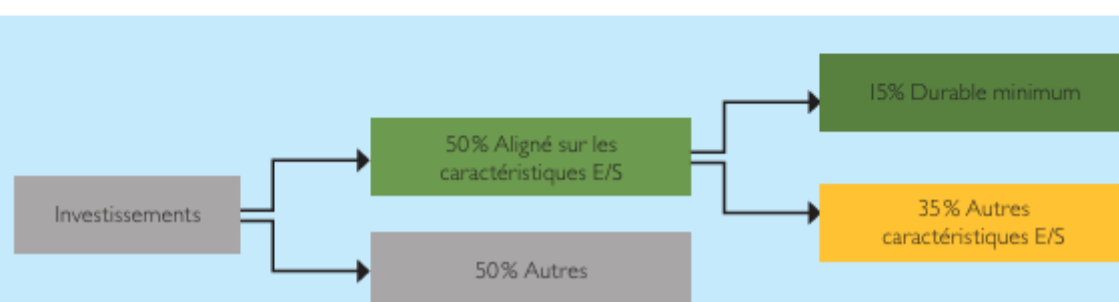 15% Durable minimum
50% Aligné sur les
caractéristiques E/S
Investissements
35% Autres
caractéristiques E/S
50% Autres